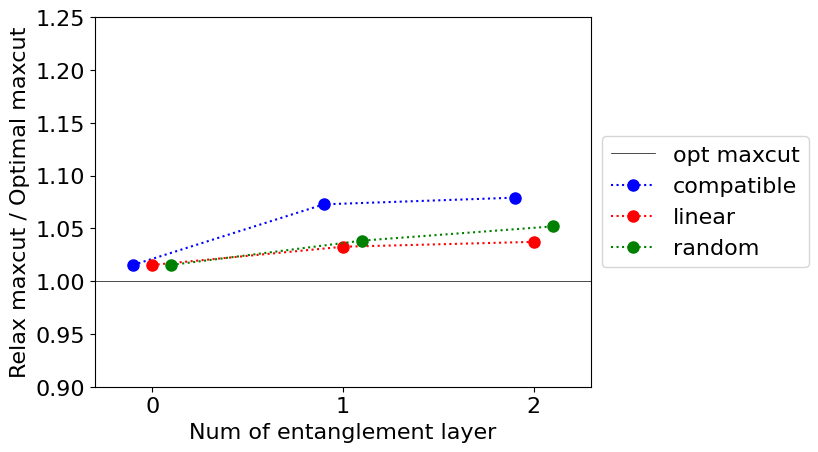 Relax maxcut / Optimal maxcut
1.25
1.20
1.15
1.10
1.05
1.00
0.95
0.90
0 1 2
Num of entanglement layer
opt maxcut
compatible
linear
random